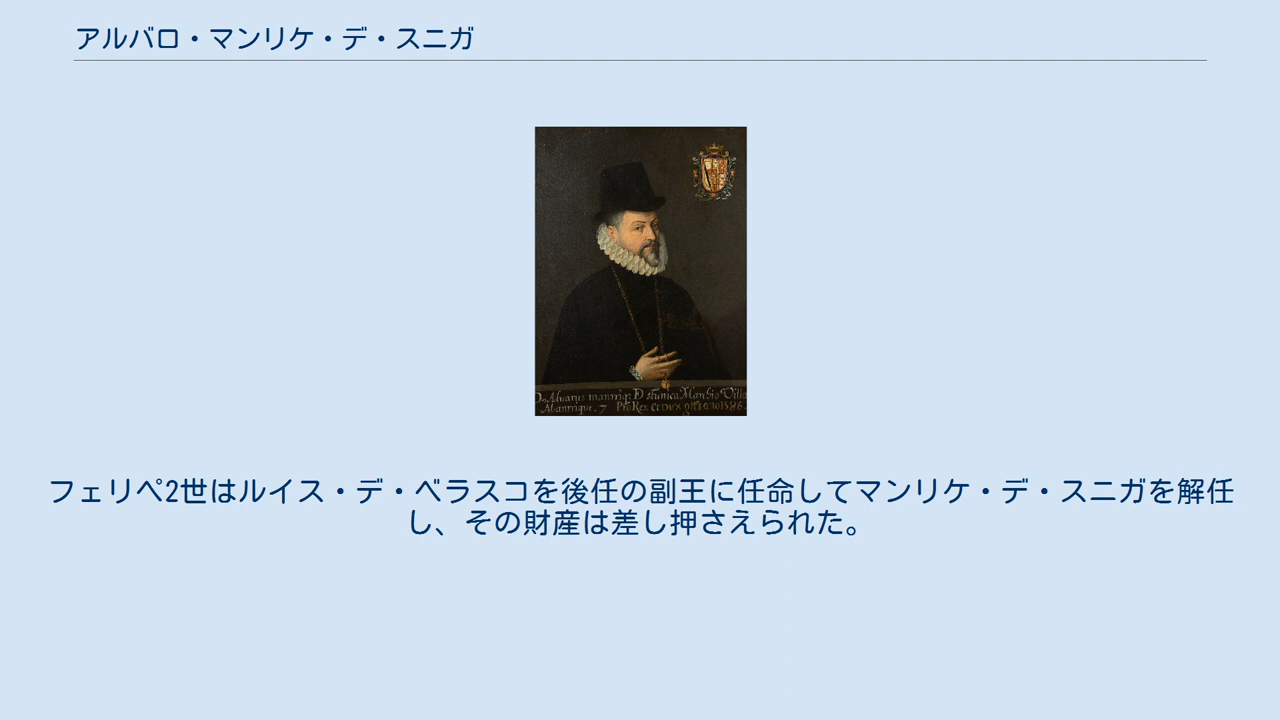 アルバロ・マンリケ・デ・スニガ
Manrrique. 7
フェリペ2世はルイス・デ・ベラスコを後任の副王に任命してマンリケ・デ・スニガを解任
し、その財産は差し押さえられた。